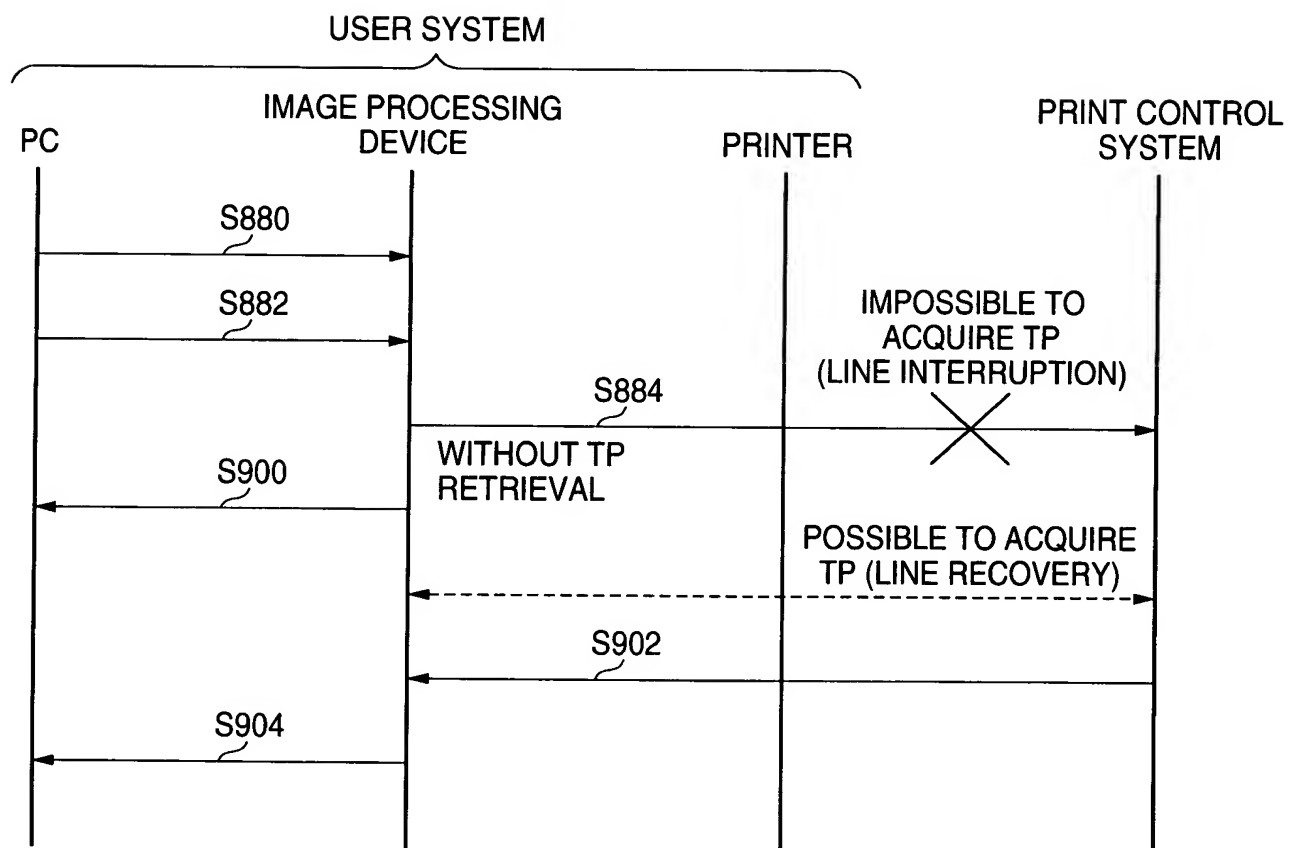 USER SYSTEM
PC
IMAGE PROCESSING
DEVICE
PRINTER
PRINT CONTROL
SYSTEM
S880
S882
IMPOSSIBLE TO
ACQUIRE TP
(LINE INTERRUPTION)
S884
WITHOUT TP
RETRIEVAL
S900
POSSIBLE TO ACQUIRE
TP (LINE RECOVERY)
S902
S904